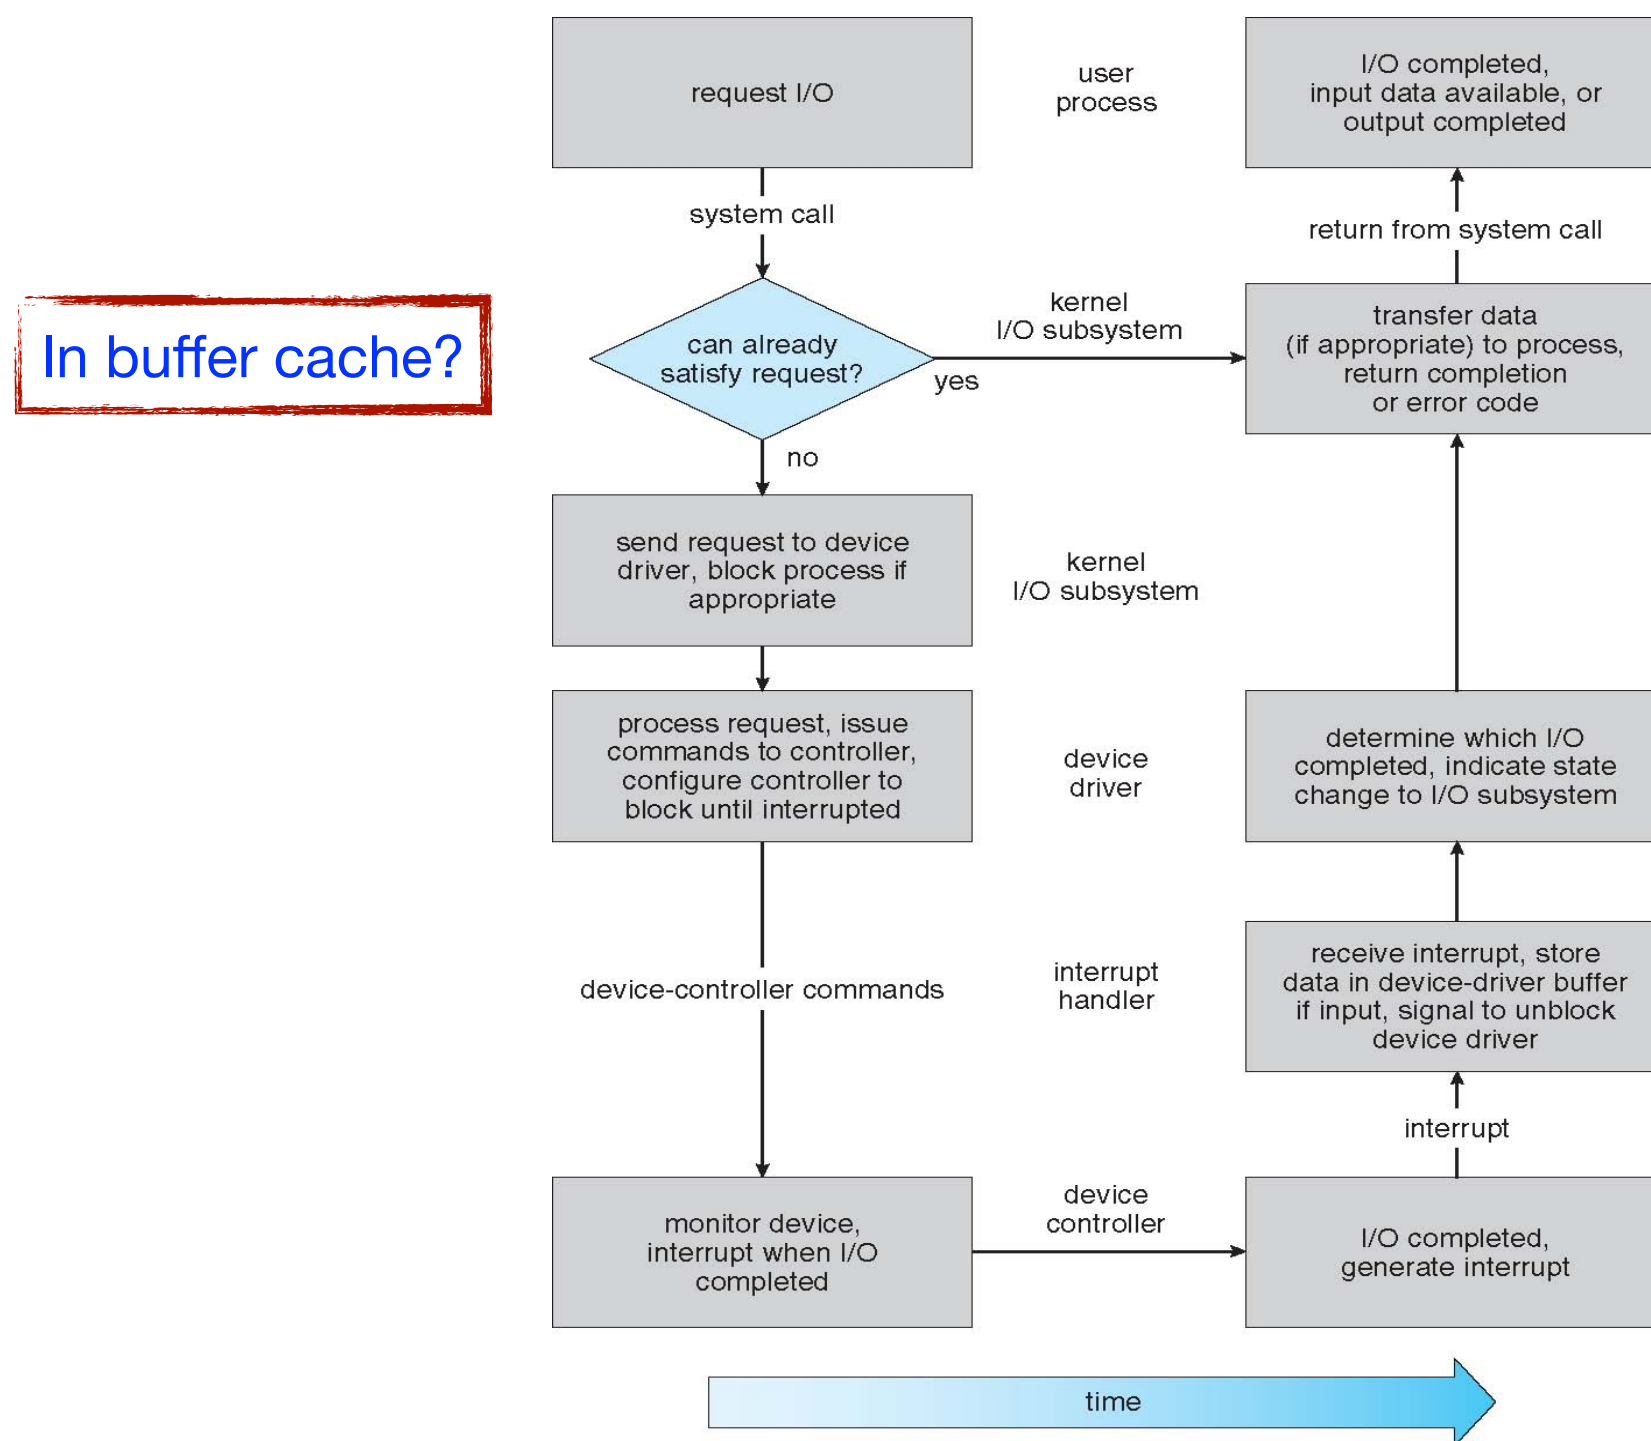 request I/O
user
process
I/O completed,
input data available, or
output completed
system call
return from system call
In buffer cache?
can already
satisfy request?
kernel
I/O subsystem
yes
transfer data
(if appropriate) to process,
return completion
or error code
no
send request to device
driver, block process if
appropriate
kernel
I/O subsystem
process request, issue
commands to controller,
configure controller to
block until interrupted
device
driver
determine which I/O
completed, indicate state
change to I/O subsystem
device-controller commands
interrupt
handler
receive interrupt, store
data in device-driver buffer
if input, signal to unblock
device driver
interrupt
monitor device,
interrupt when I/O
completed
device
controller
I/O completed,
generate interrupt
time